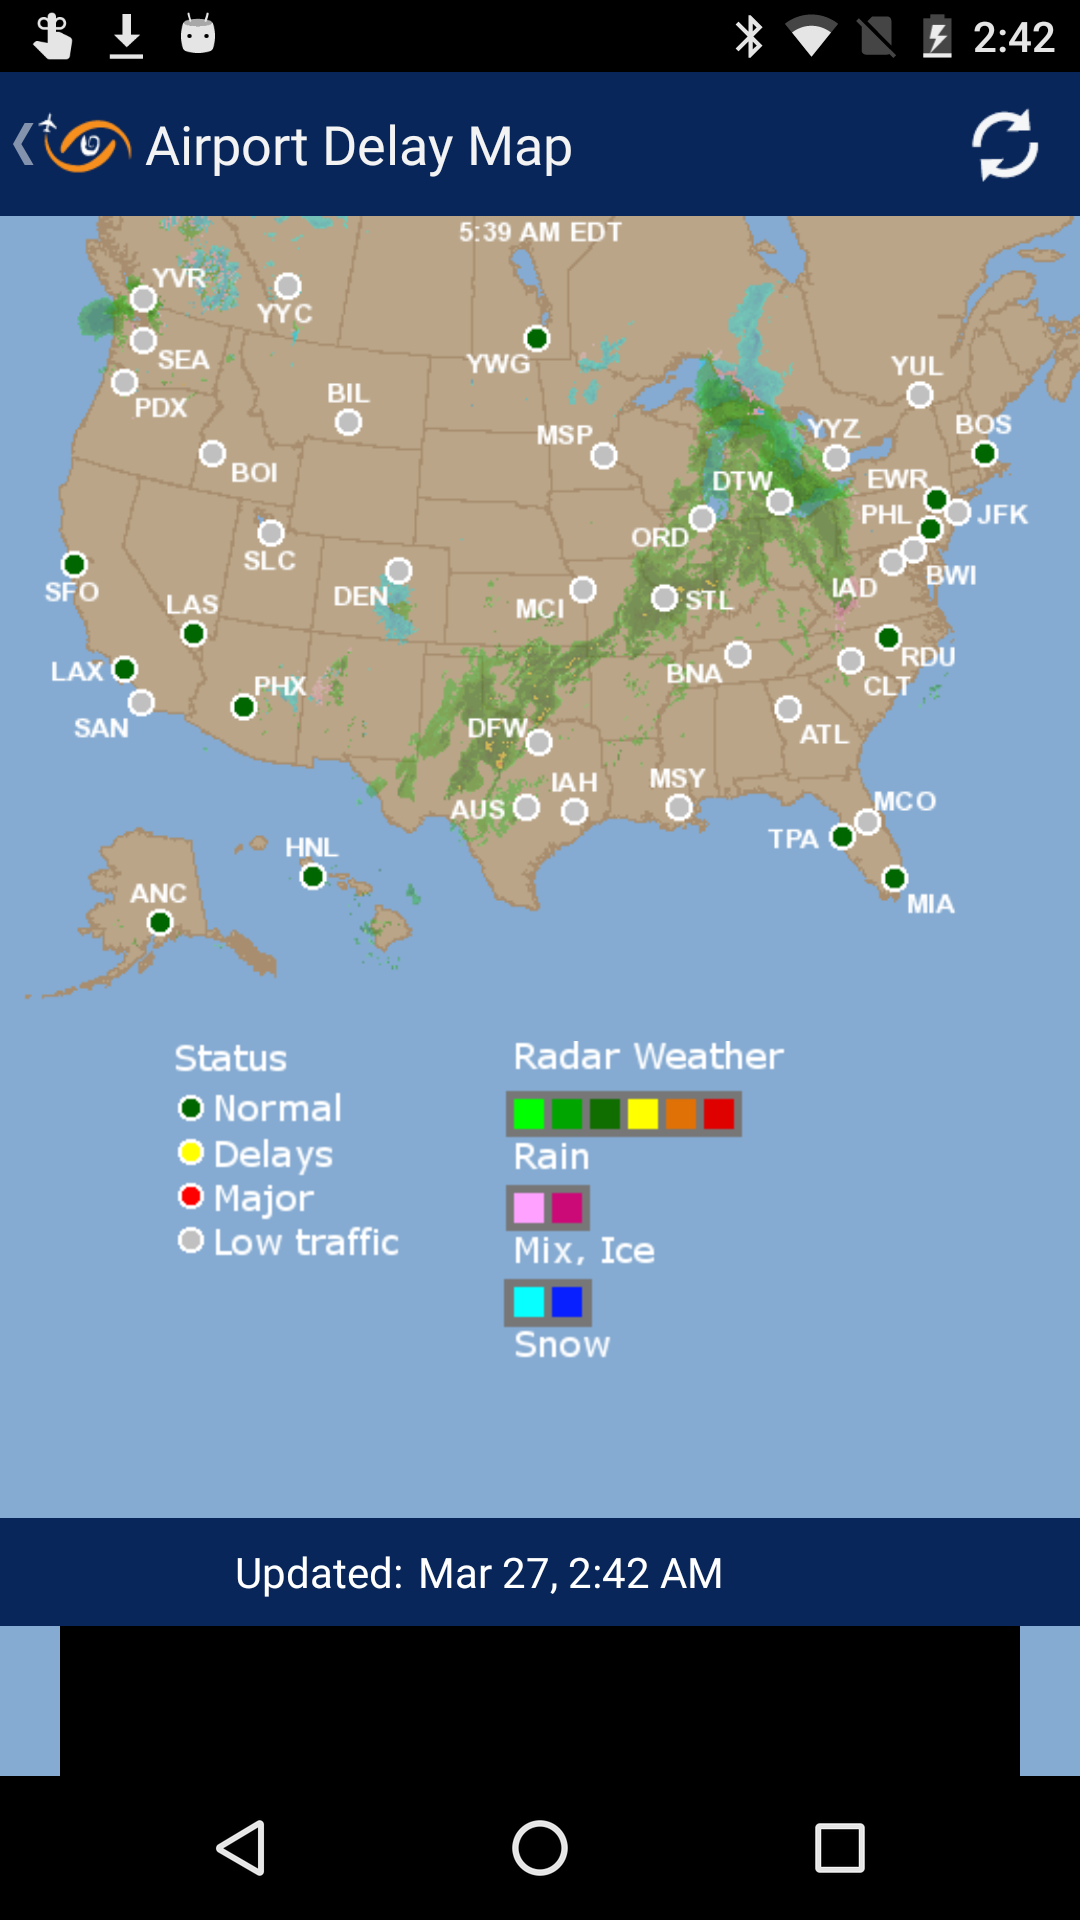 2:42
Airport Delay Map
5:39 AM EDT
YVR
YYC
SEA
YWG
YUL
PDX
BIL
BOS
MSP
YYZ
BOI
DTW
EWR
PHL
JFK
ORD
SLC
BWI
SFO
DEN
IAD
LAS
MCI
STL
RDU
LAX
BNA
PHX
CLT
SAN
DFW
ATL
IAH
MSY
AUS
MCO
TPA
HNL
ANC
MIA
Status
Normal
Delays
Major
Low traffic
Radar Weather
Rain
Mix, Ice
Snow
Updated: Mar 27, 2:42 AM